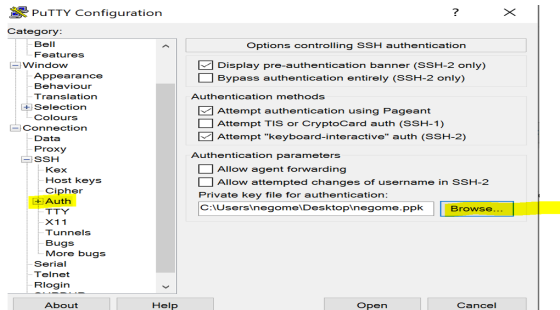 PuTTY Configuration ? ×
Category:
Bell
Features
Window
Appearance
Behaviour
Translation
Selection
Colours
Connection
Data
Proxy
SSH
Kex
Host keys
Cipher
Auth
TTY
X11
Tunnels
Bugs
More bugs
Serial
Telnet
Rlogin
Options controlling SSH authentication
Display pre-authentication banner (SSH-2 only)
Bypass authentication entirely (SSH-2 only)
Authentication methods
Attempt authentication using Pageant
Attempt TIS or CryptoCard auth (SSH-1)
Attempt "keyboard-interactive" auth (SSH-2)
Authentication parameters
Allow agent forwarding
Allow attempted changes of username in SSH-2
Private key file for authentication:
C:\Users\negome\Desktop\negome.ppk Browse...
About Help Open Cancel